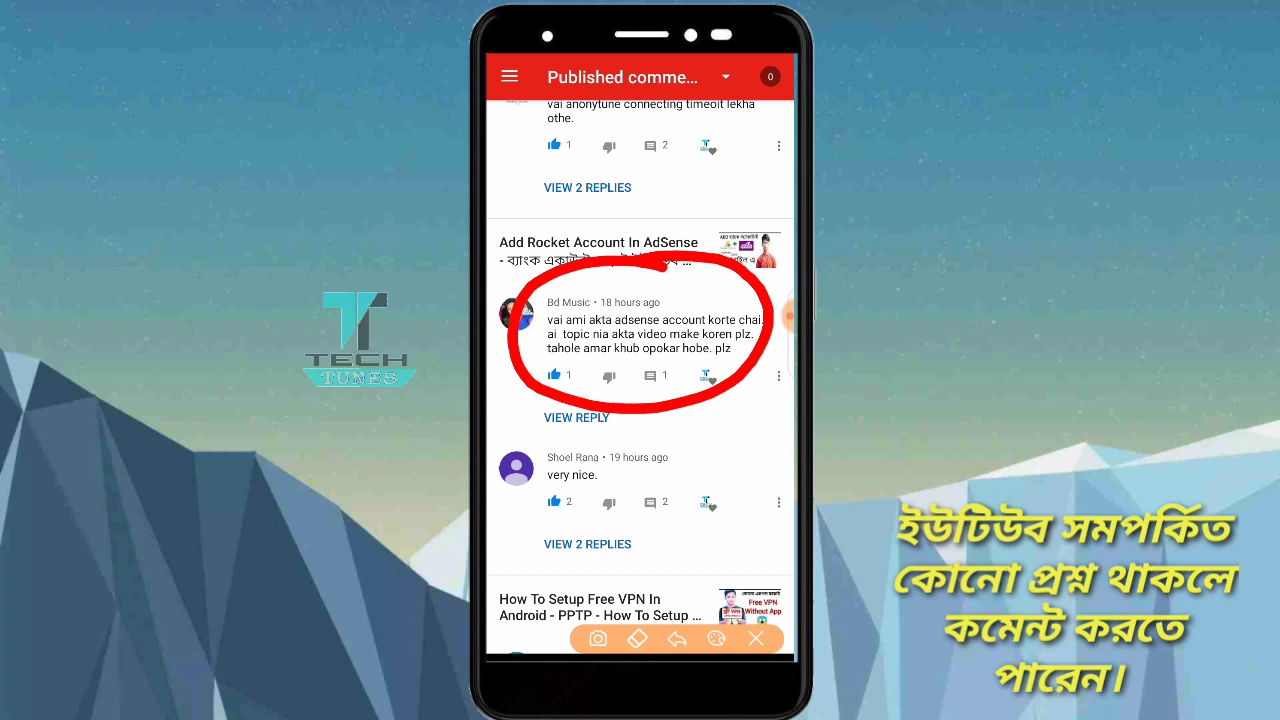 Published comme...
0
vai anonytune connecting timeoit lekha
othe.
1
2
VIEW 2 REPLIES
Add Rocket Account In AdSense
Bd Music • 18 hours ago
vai ami akta adsense account korte chai.
ai topic nia akta video make koren plz.
tahole amar khub opokar hobe. plz
1
1
VIEW REPLY
Shoel Rana • 19 hours ago
very nice.
2
2
VIEW 2 REPLIES
How To Setup Free VPN In
Android - PPTP - How To Setup ...
Free VPN
Without App
TECH
TUNES
ইউটিউব সমপর্কিত
কোনো প্রশ্ন থাকলে
কমেন্ট করতে
পারেন।